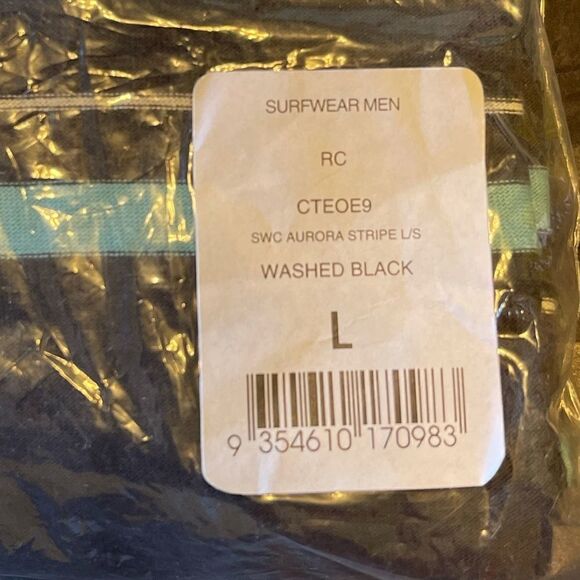 SURFWEAR MEN
RC
CTEOE9
SWC AURORA STRIPE L/S
WASHED BLACK
L
9 354610 170983